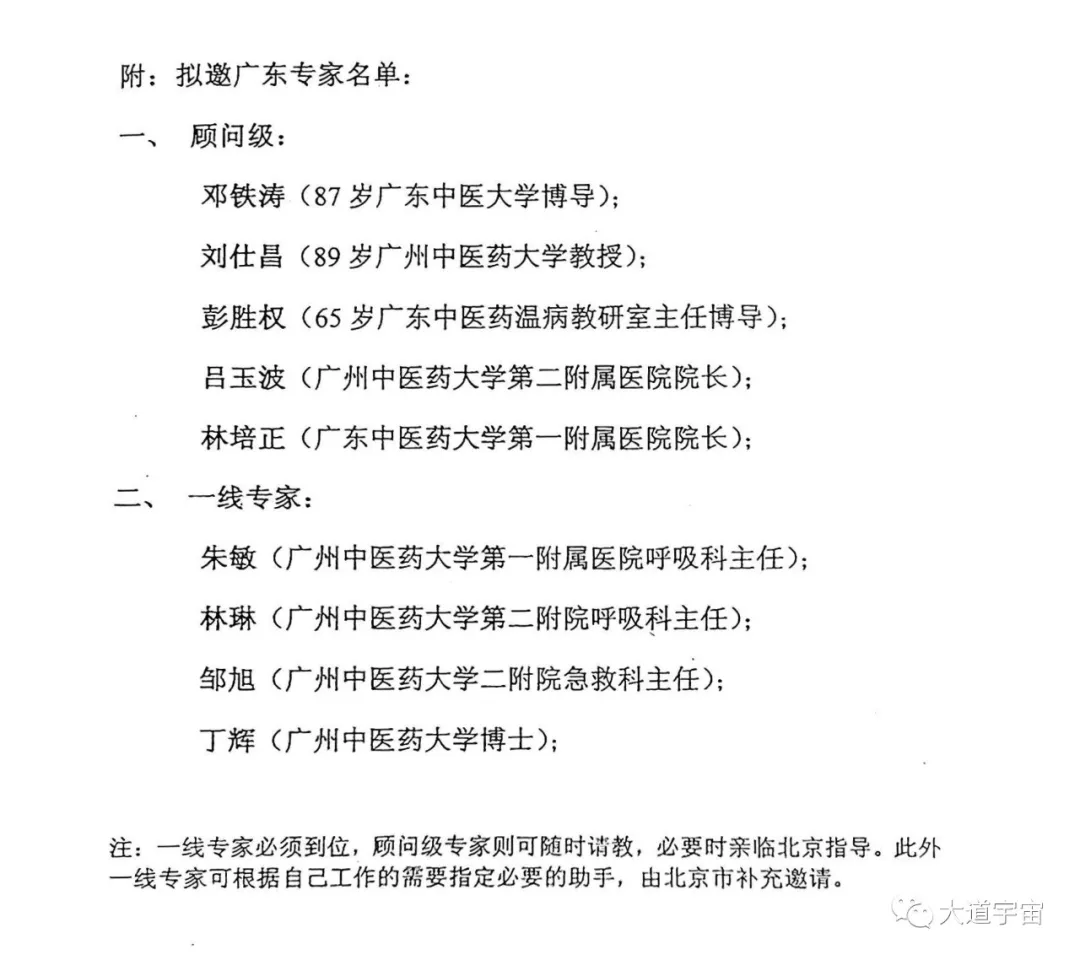 附：拟邀广东专家名单：
一、 顾问级：
邓铁涛（87 岁广东中医大学博导）；
刘仕昌（89 岁广州中医药大学教授）；
彭胜权（65 岁广东中医药温病教研室主任博导）；
吕玉波（广州中医药大学第二附属医院院长）；
林培正（广东中医药大学第一附属医院院长）；
二、 一线专家：
朱敏（广州中医药大学第一附属医院呼吸科主任）；
林琳（广州中医药大学第二附院呼吸科主任）；
邹旭（广州中医药大学二附院急救科主任）；
丁辉（广州中医药大学博士）；
注：一线专家必须到位，顾问级专家则可随时请教，必要时亲临北京指导。此外
一线专家可根据自己工作的需要指定必要的助手，由北京市补充邀请。
大道宇宙